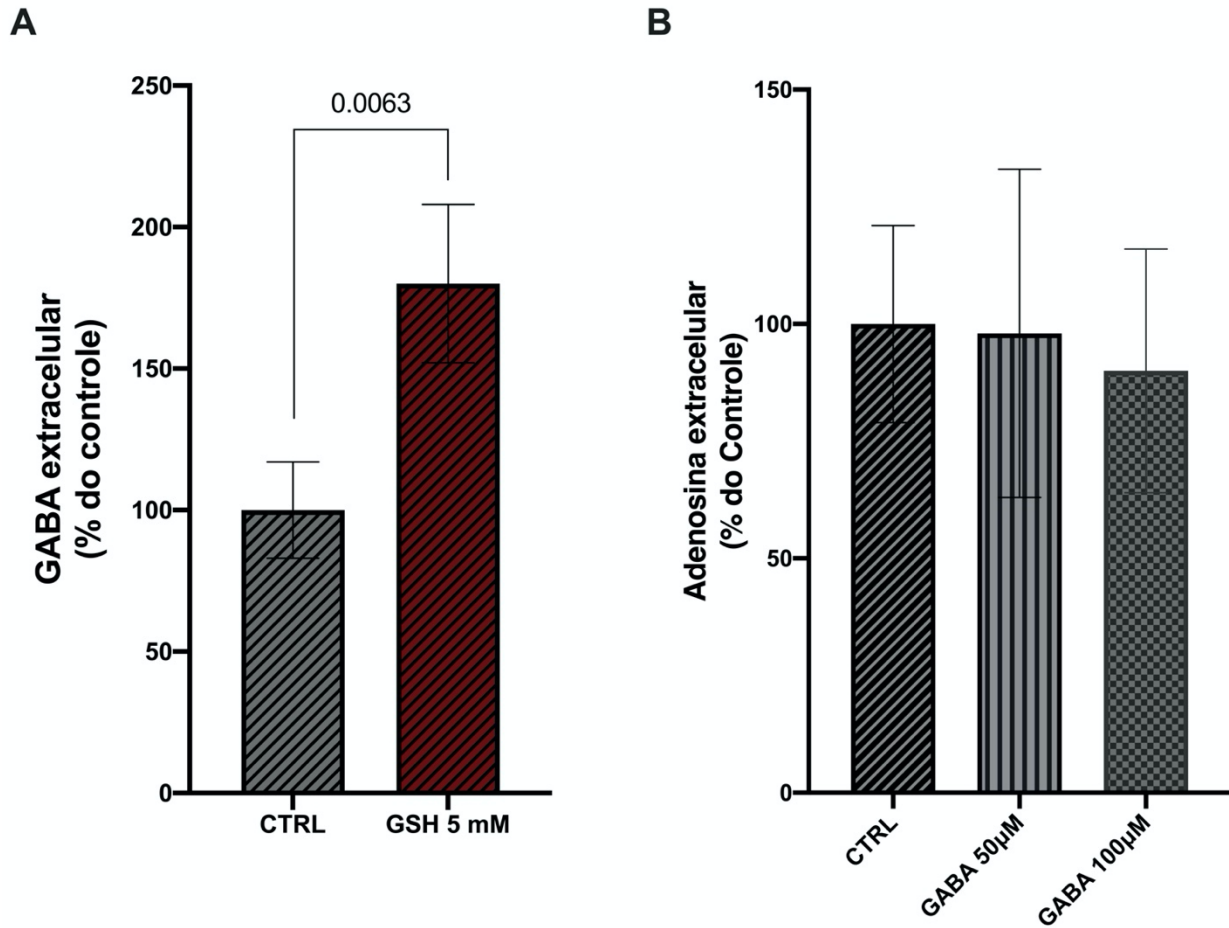 A
GABA extracelular
(% do controle)
250
200
150
100
50
0
0.0063
CTRL
GSH 5 mM
B
Adenosina extracelular
(% do Controle)
150
100
50
0
CTRL
GABA 50µM
GABA 100µM